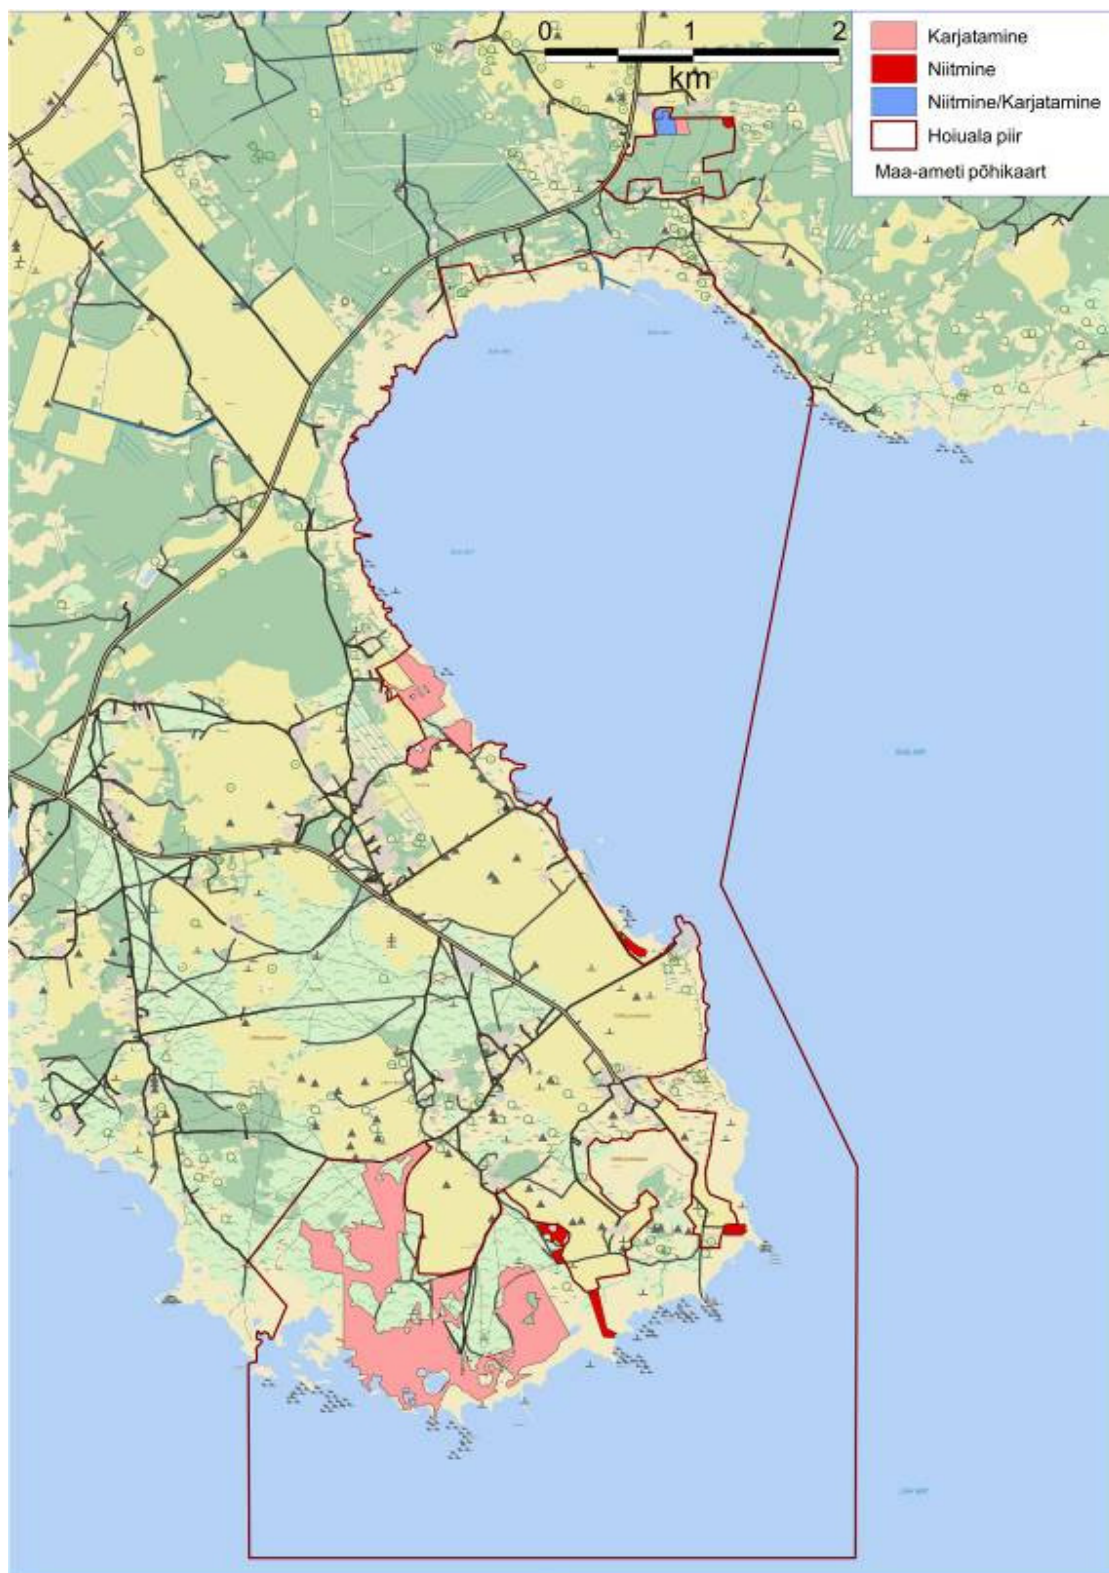 0 1 2
km
Karjatamine
Niitmine
Niitmine/Karjatamine
Hoiuala piir
Maa-ameti põhikaart